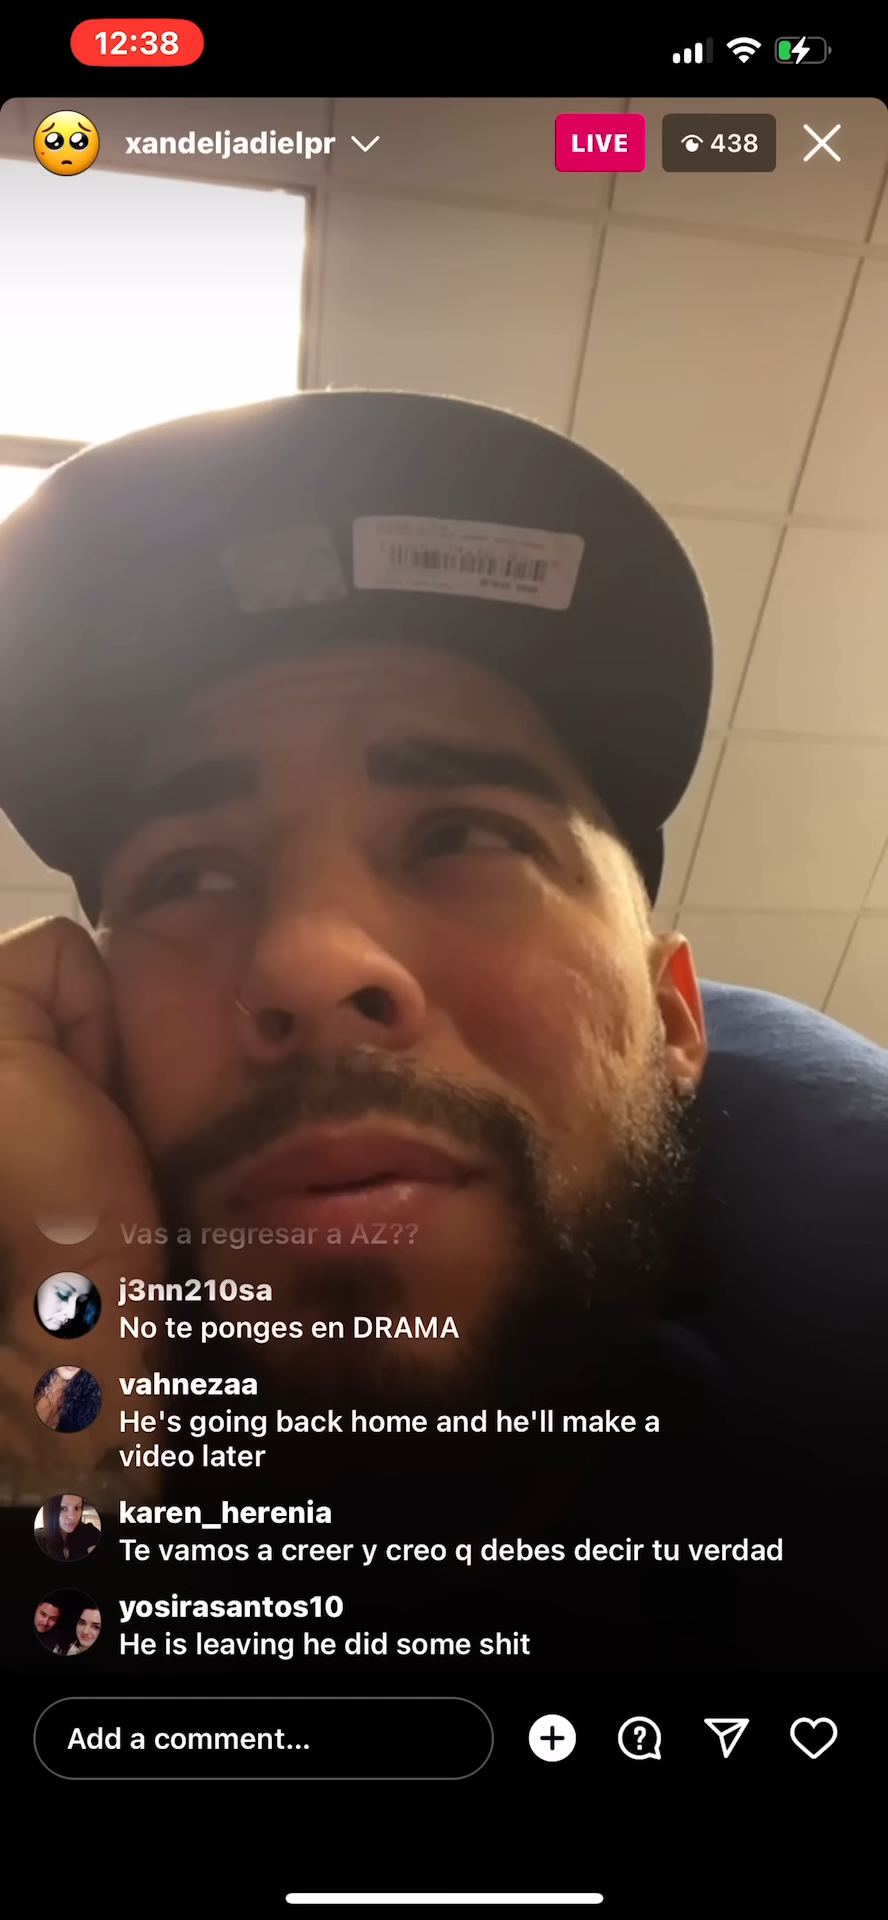 12:38
xandeljadielpr
LIVE
438
Vas a regresar a AZ??
j3nn210sa
No te ponges en DRAMA
vahnezaa
He's going back home and he'll make a
video later
karen_herenia
Te vamos a creer y creo q debes decir tu verdad
yosirasantos10
He is leaving he did some shit
Add a comment...